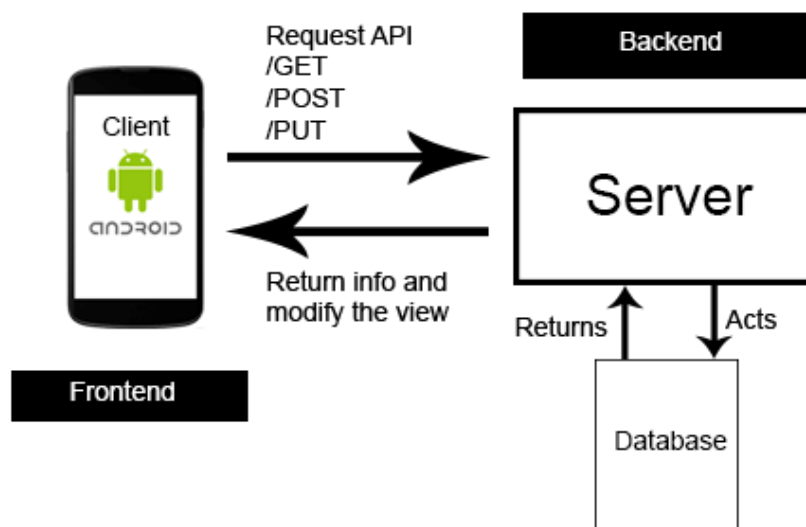 Request API
/GET
/POST
/PUT
Backend
Client
ANDROID
Server
Return info and
modify the view
Returns
Acts
Frontend
Database